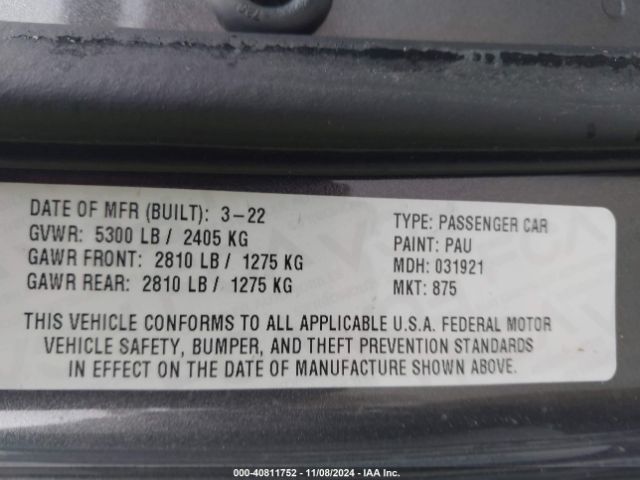 DATE OF MFR (BUILT): 3-22
GVWR: 5300 LB / 2405 KG
GAWR FRONT: 2810 LB / 1275 KG
GAWR REAR: 2810 LB / 1275 KG
TYPE: PASSENGER CAR
PAINT: PAU
MDH: 031921
MKT: 875
THIS VEHICLE CONFORMS TO ALL APPLICABLE U.S.A. FEDERAL MOTOR
VEHICLE SAFETY, BUMPER, AND THEFT PREVENTION STANDARDS
IN EFFECT ON THE DATE OF MANUFACTURE SHOWN ABOVE.
000-40811752 - 11/08/2024 - IAA Inc.